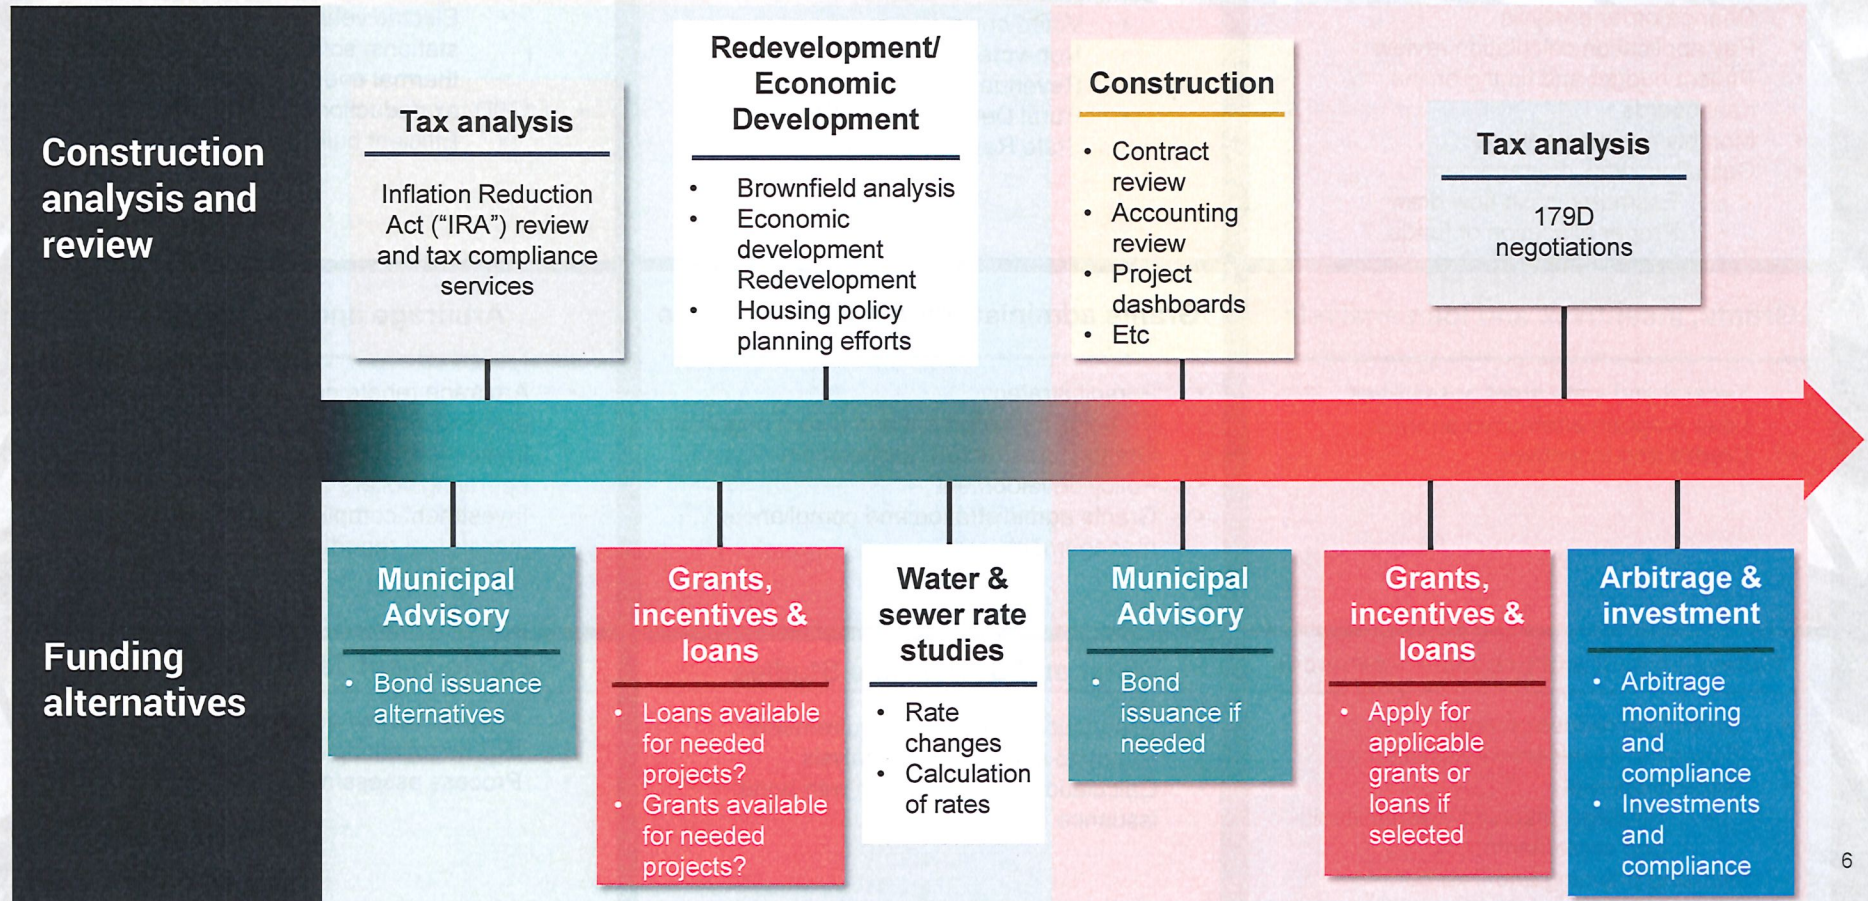 Construction
analysis and
review
Tax analysis
Inflation Reduction
Act (“IRA”) review
and tax compliance
services
Redevelopment/
Economic
Development
• Brownfield analysis
• Economic
development
Redevelopment
• Housing policy
planning efforts
Construction
• Contract
review
• Accounting
review
• Project
dashboards
• Etc
Tax analysis
179D
negotiations
Funding
alternatives
Municipal
Advisory
• Bond issuance
alternatives
Grants,
incentives &
loans
• Loans available
for needed
projects?
• Grants available
for needed
projects?
Water &
sewer rate
studies
• Rate
changes
• Calculation
of rates
Municipal
Advisory
• Bond
issuance if
needed
Grants,
incentives &
loans
• Apply for
applicable
grants or
loans if
selected
Arbitrage &
investment
• Arbitrage
monitoring
and
compliance
• Investments
and
compliance
6